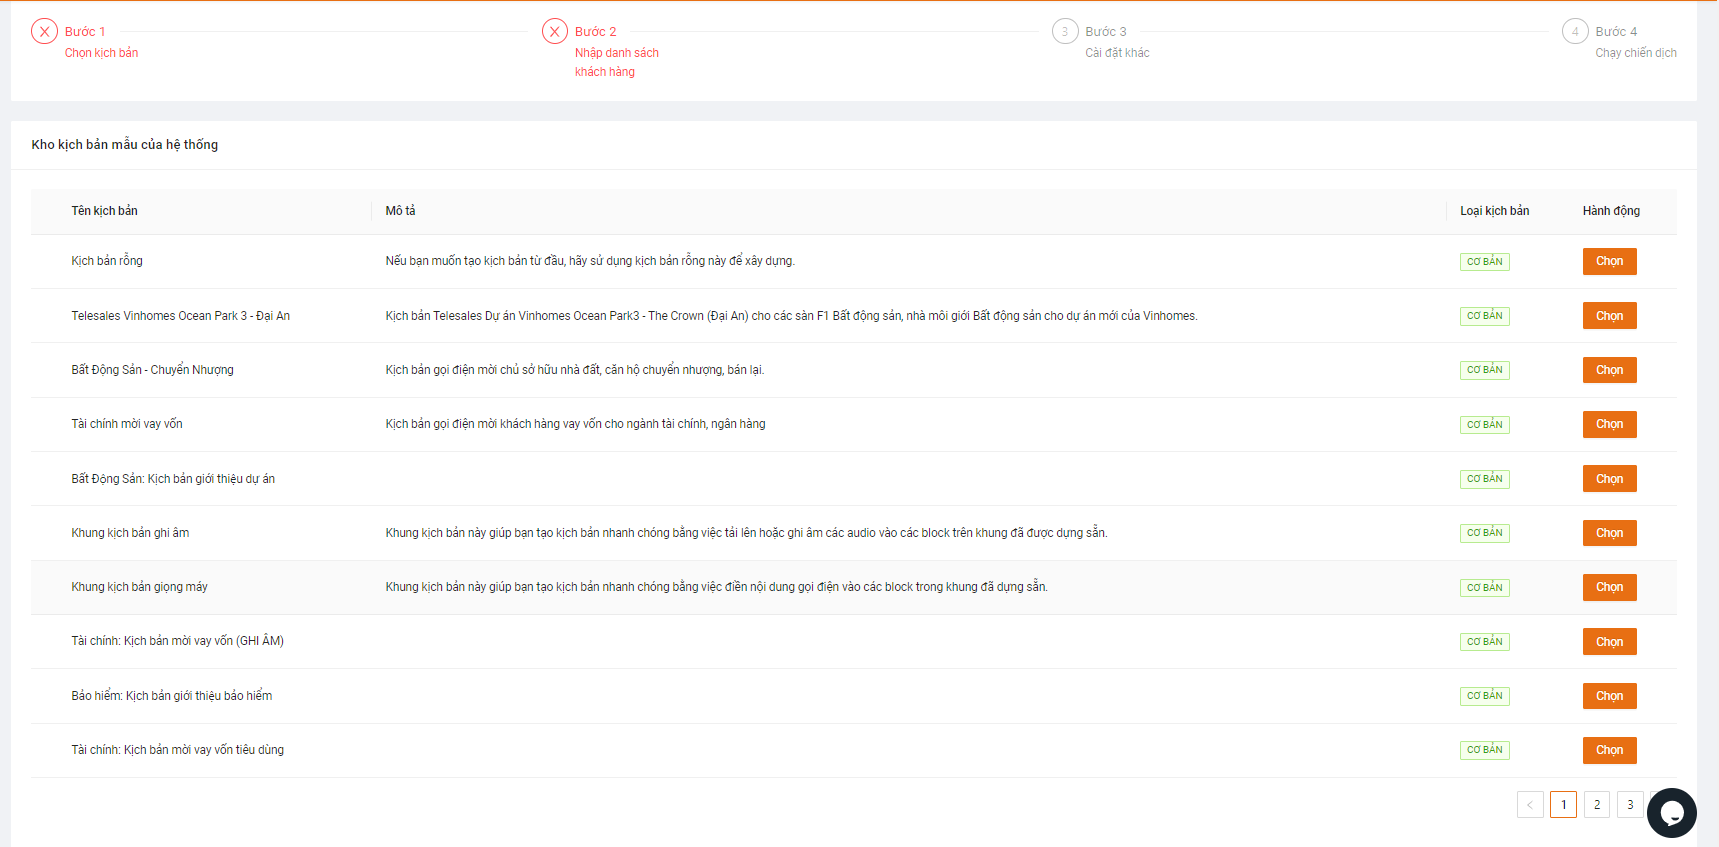 Bước 1
Chọn kịch bản
Bước 2
Nhập danh sách
khách hàng
3 Bước 3
Cài đặt khác
4 Bước 4
Chạy chiến dịch
Kho kịch bản mẫu của hệ thống
Tên kịch bản Mô tả Loại kịch bản Hành động
Kịch bản rỗng Nếu bạn muốn tạo kịch bản từ đầu, hãy sử dụng kịch bản rỗng này để xây dựng. CƠ BẢN Chọn
Telesales Vinhomes Ocean Park 3 - Đại An Kịch bản Telesales Dự án Vinhomes Ocean Park3 - The Crown (Đại An) cho các sàn F1 Bất động sản, nhà môi giới Bất động sản cho dự án mới của Vinhomes. CƠ BẢN Chọn
Bất Động Sản - Chuyển Nhượng Kịch bản gọi điện mời chủ sở hữu nhà đất, căn hộ chuyển nhượng, bán lại. CƠ BẢN Chọn
Tài chính mời vay vốn Kịch bản gọi điện mời khách hàng vay vốn cho ngành tài chính, ngân hàng CƠ BẢN Chọn
Bất Động Sản: Kịch bản giới thiệu dự án CƠ BẢN Chọn
Khung kịch bản ghi âm Khung kịch bản này giúp bạn tạo kịch bản nhanh chóng bằng việc tải lên hoặc ghi âm các audio vào các block trên khung đã được dựng sẵn. CƠ BẢN Chọn
Khung kịch bản giọng máy Khung kịch bản này giúp bạn tạo kịch bản nhanh chóng bằng việc điền nội dung gọi điện vào các block trong khung đã dựng sẵn. CƠ BẢN Chọn
Tài chính: Kịch bản mời vay vốn (GHI ÂM) CƠ BẢN Chọn
Bảo hiểm: Kịch bản giới thiệu bảo hiểm CƠ BẢN Chọn
Tài chính: Kịch bản mời vay vốn tiêu dùng CƠ BẢN Chọn
< 1 2 3